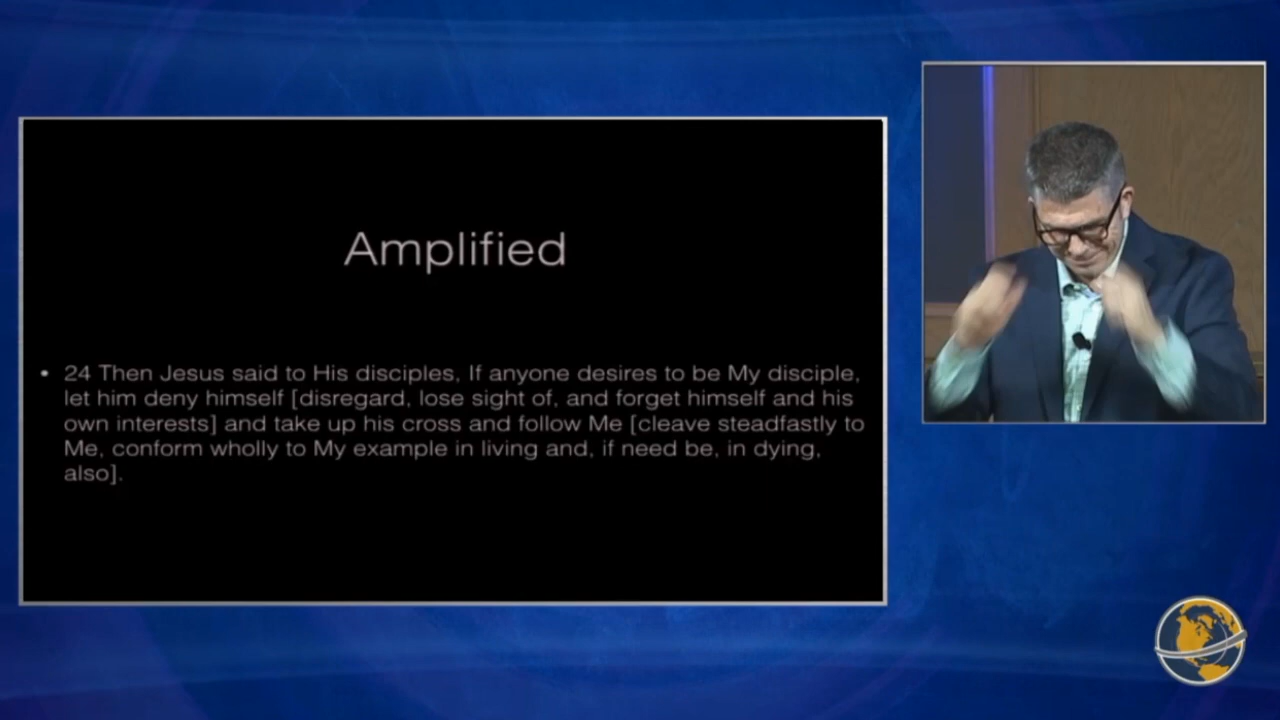 Amplified
• 24 Then Jesus said to His disciples, If anyone desires to be My disciple,
let him deny himself [disregard, lose sight of, and forget himself and his
own interests] and take up his cross and follow Me [cleave steadfastly to
Me, conform wholly to My example in living and, if need be, in dying,
also].